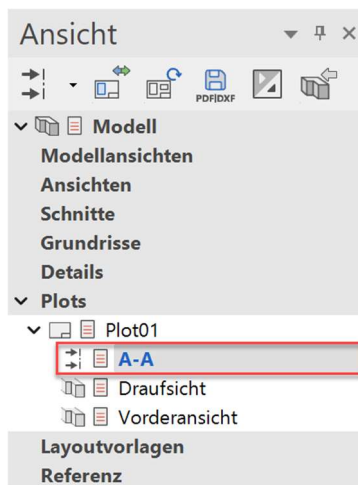 Ansicht
PDF|DXF
Modell
Modellansichten
Ansichten
Schnitte
Grundrisse
Details
Plots
Plot01
A-A
Draufsicht
Vorderansicht
Layoutvorlagen
Referenz